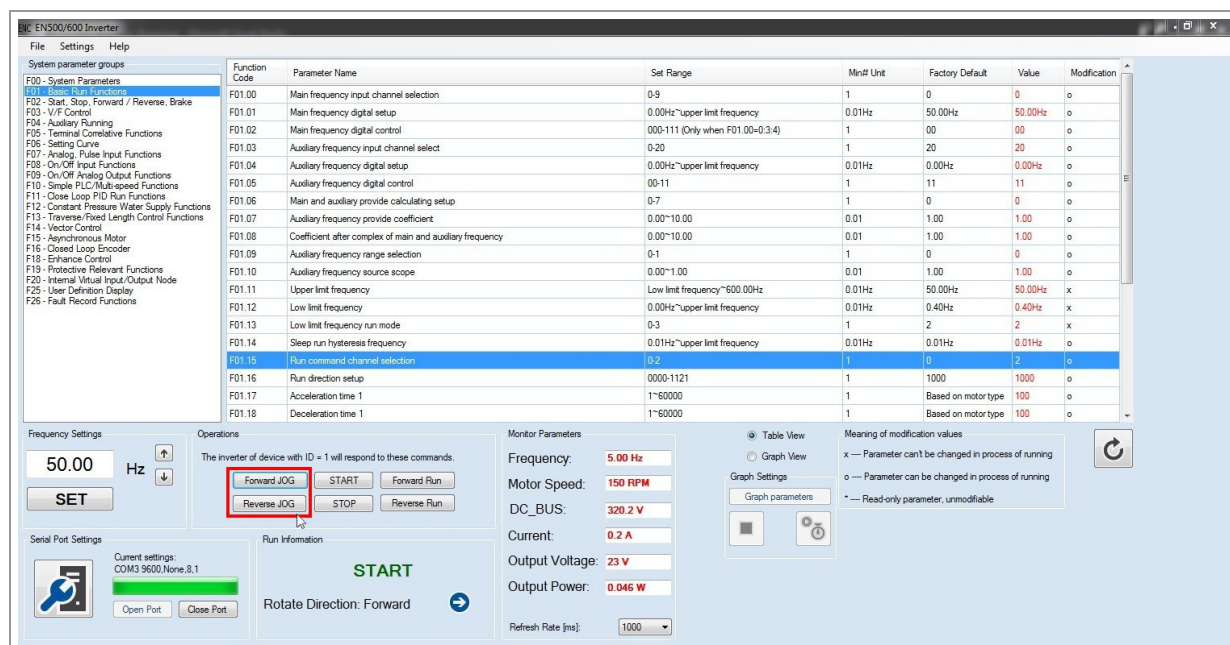 ENC EN500/600 Inverter
File Settings Help
System parameter groups
F00 - System Parameters
F01 - Basic Run Functions
F02 - Start, Stop, Forward / Reverse, Brake
F03 - V/F Control
F04 - Auxiliary Running
F05 - Terminal Correlative Functions
F06 - Setting Curve
F07 - Analog, Pulse Input Functions
F08 - On/Off Input Functions
F09 - On/Off Analog Output Functions
F10 - Simple PLC/Multi-speed Functions
F11 - Close Loop PID Run Functions
F12 - Constant Pressure Water Supply Functions
F13 - Traverse/Fixed Length Control Functions
F14 - Vector Control
F15 - Asynchronous Motor
F16 - Closed Loop Encoder
F18 - Enhance Control
F19 - Protective Relevant Functions
F20 - Internal Virtual Input/Output Node
F25 - User Definition Display
F26 - Fault Record Functions
Function Code Parameter Name Set Range Min# Unit Factory Default Value Modification
F01.00 Main frequency input channel selection 0-9 1 0 0 o
F01.01 Main frequency digital setup 0.00Hz~upper limit frequency 0.01Hz 50.00Hz 50.00Hz o
F01.02 Main frequency digital control 000-111 (Only when F01.00=0:3:4) 1 00 00 o
F01.03 Auxiliary frequency input channel select 0-20 1 20 20 o
F01.04 Auxiliary frequency digital setup 0.00Hz~upper limit frequency 0.01Hz 0.00Hz 0.00Hz o
F01.05 Auxiliary frequency digital control 00-11 1 11 11 o
F01.06 Main and auxiliary provide calculating setup 0-7 1 0 0 o
F01.07 Auxiliary frequency provide coefficient 0.00~10.00 0.01 1.00 1.00 o
F01.08 Coefficient after complex of main and auxiliary frequency 0.00~10.00 0.01 1.00 1.00 o
F01.09 Auxiliary frequency range selection 0-1 1 0 0 o
F01.10 Auxiliary frequency source scope 0.00~1.00 0.01 1.00 1.00 o
F01.11 Upper limit frequency Low limit frequency~600.00Hz 0.01Hz 50.00Hz 50.00Hz x
F01.12 Low limit frequency 0.00Hz~upper limit frequency 0.01Hz 0.40Hz 0.40Hz x
F01.13 Low limit frequency run mode 0-3 1 2 2 x
F01.14 Sleep run hysteresis frequency 0.01Hz~upper limit frequency 0.01Hz 0.01Hz 0.01Hz o
F01.15 Run command channel selection 0-2 1 0 2 o
F01.16 Run direction setup 0000-1121 1 1000 1000 o
F01.17 Acceleration time 1 1~60000 1 Based on motor type 100 o
F01.18 Deceleration time 1 1~60000 1 Based on motor type 100 o
Frequency Settings
50.00 Hz
SET
Operations
The inverter of device with ID = 1 will respond to these commands.
Forward JOG START Forward Run
Reverse JOG STOP Reverse Run
Serial Port Settings
Current settings:
COM3 9600,None,8,1
Open Port Close Port
Run Information
START
Rotate Direction: Forward
Monitor Parameters
Frequency: 5.00 Hz
Motor Speed: 150 RPM
DC_BUS: 320.2 V
Current: 0.2 A
Output Voltage: 23 V
Output Power: 0.046 W
Refresh Rate [ms]: 1000
Table View
Graph View
Graph Settings
Graph parameters
Meaning of modification values
x --- Parameter can't be changed in process of running
o --- Parameter can be changed in process of running
* --- Read-only parameter, unmodifiable